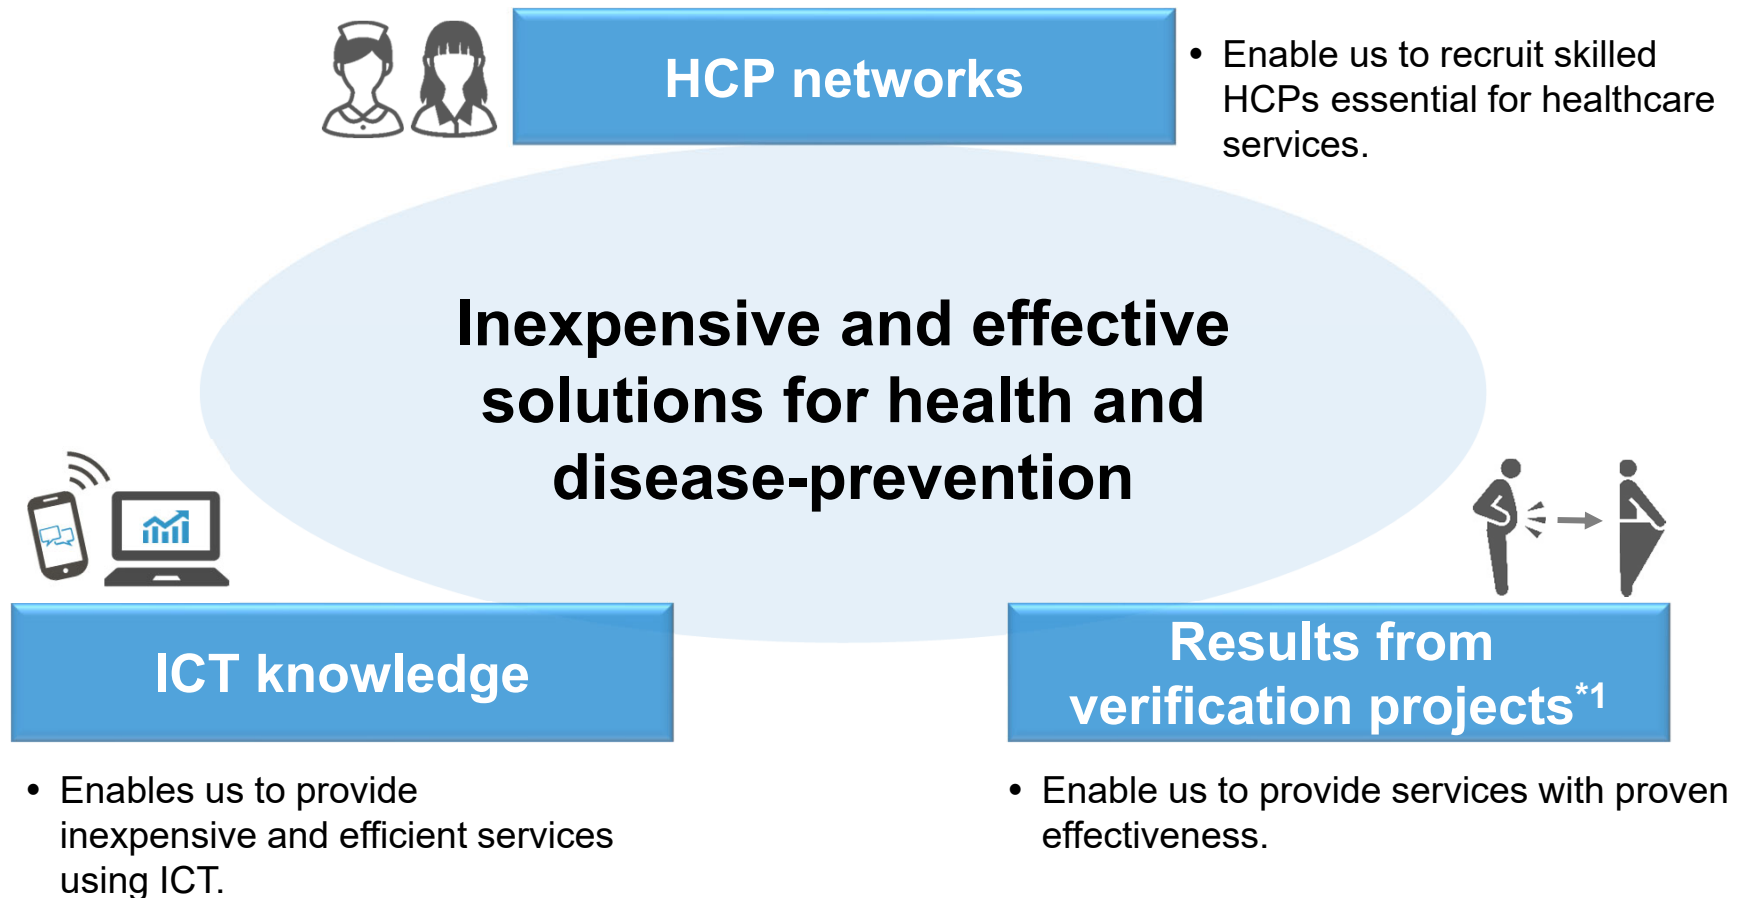 HCP networks
• Enable us to recruit skilled
HCPs essential for healthcare
services.
Inexpensive and effective
solutions for health and
disease-prevention
ICT knowledge
• Enables us to provide
inexpensive and efficient services
using ICT.
Results from
verification projects*1
• Enable us to provide services with proven
effectiveness.